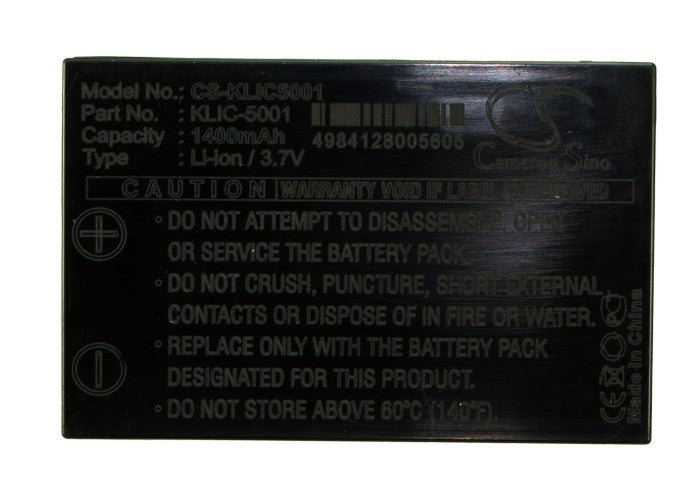 Model No.: CS-KLIC5001
Part No. : KLIC-5001
Capacity : 1400mAh
Type : Li-ion / 3.7V
4984128005605
CS
Cameron Sino
CAUTION WARRANTY VOID IF LABEL IS REMOVED
+
• DO NOT ATTEMPT TO DISASSEMBLE, OPEN
OR SERVICE THE BATTERY PACK
• DO NOT CRUSH, PUNCTURE, SHORT EXTERNAL
CONTACTS OR DISPOSE OF IN FIRE OR WATER.
• REPLACE ONLY WITH THE BATTERY PACK
DESIGNATED FOR THIS PRODUCT.
• DO NOT STORE ABOVE 60°C (140°F).
−
CE
Made in China